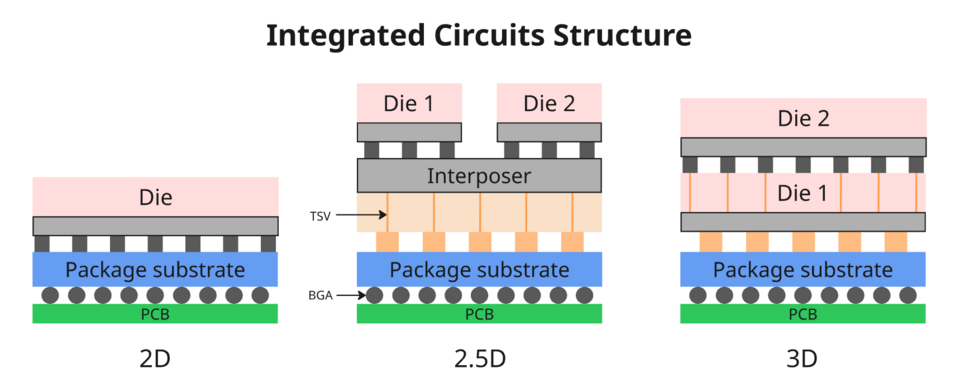 Integrated Circuits Structure
Die
Package substrate
PCB
2D
Die 1
Die 2
Interposer
TSV
Package substrate
BGA
PCB
2.5D
Die 2
Die 1
Package substrate
PCB
3D